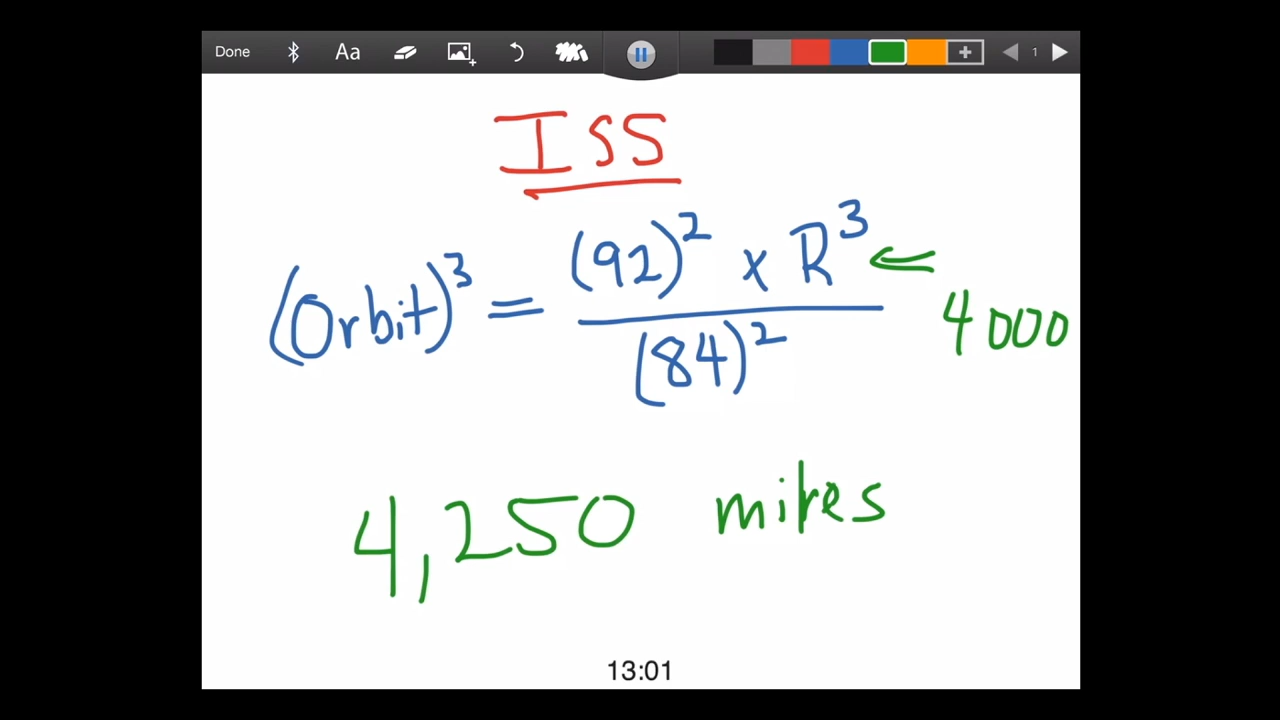 Done Aa 1
ISS
(Orbit)³ = (92)² x R³ / (84)²
4000
4,250 miles
13:01